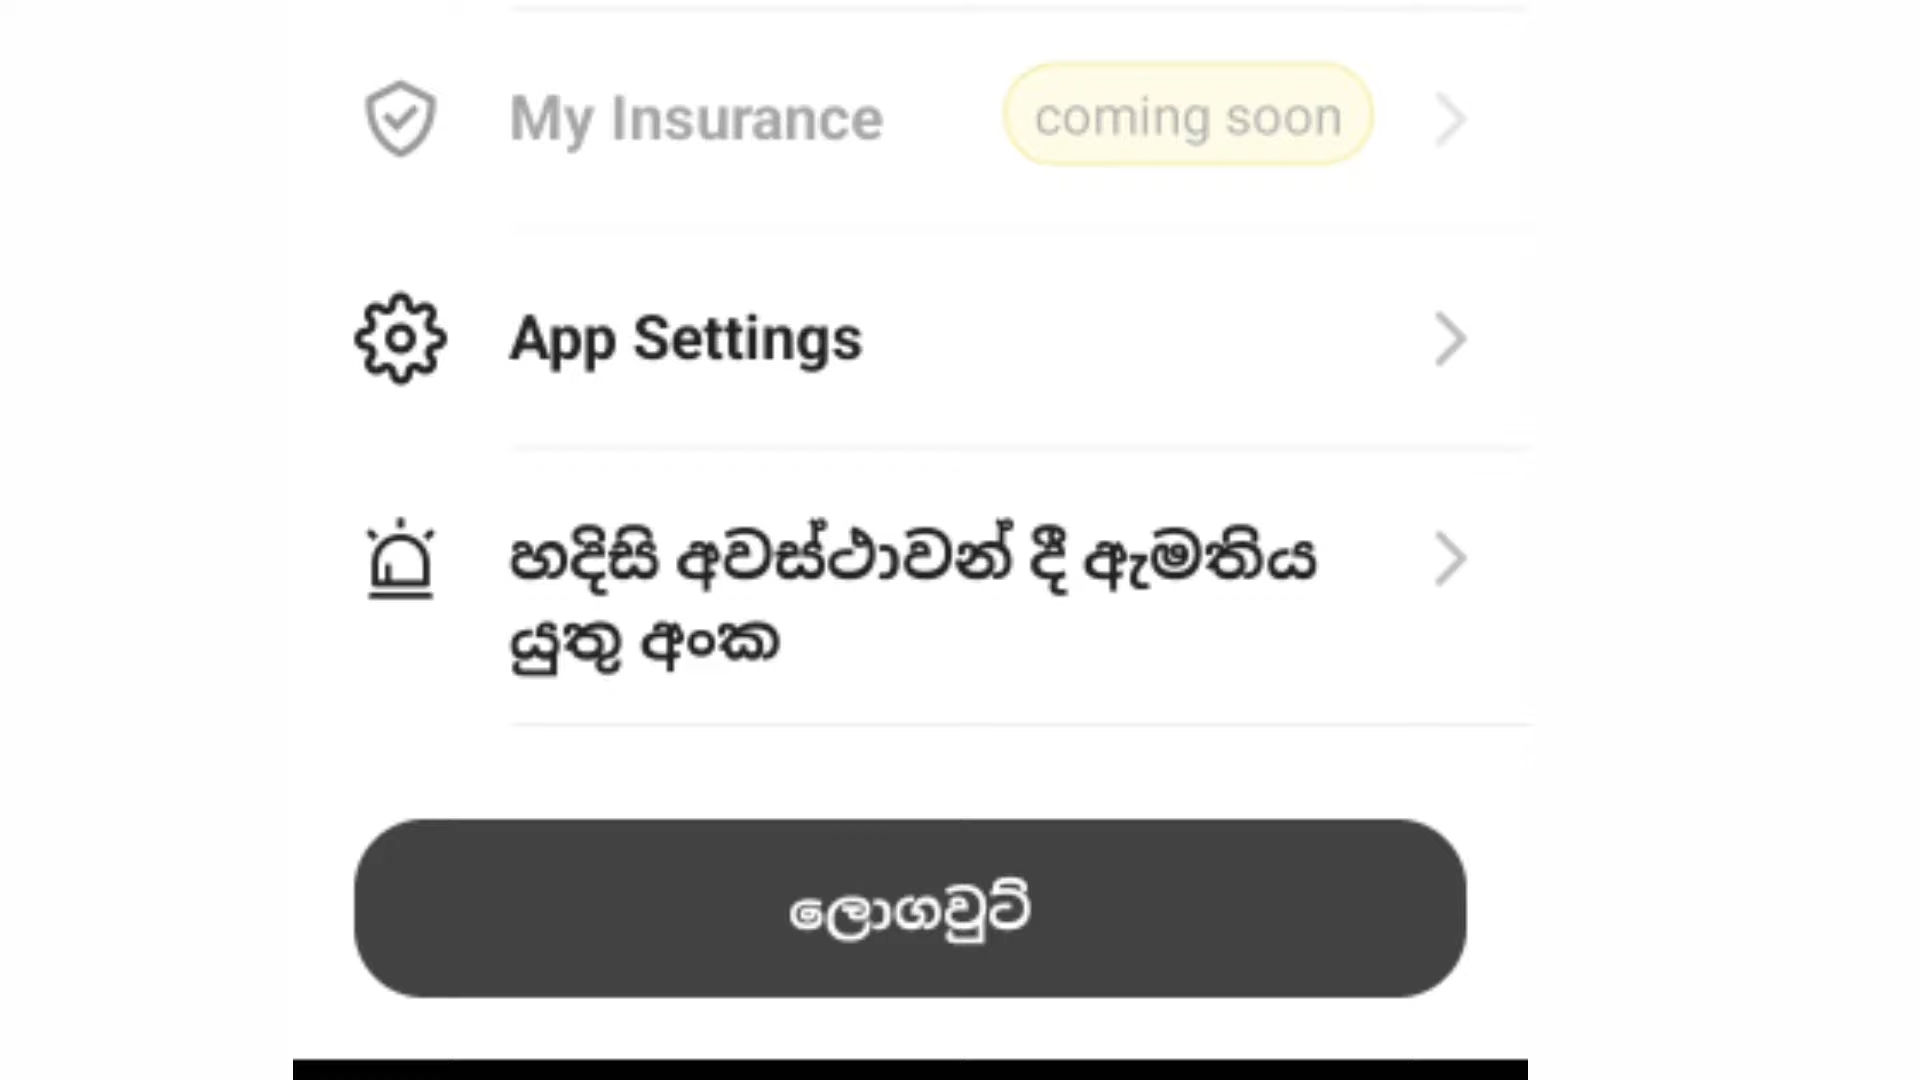 My Insurance coming soon
App Settings
හදිසි අවස්ථාවන් දී ඇමතිය
යුතු අංක
ලොගවුට්